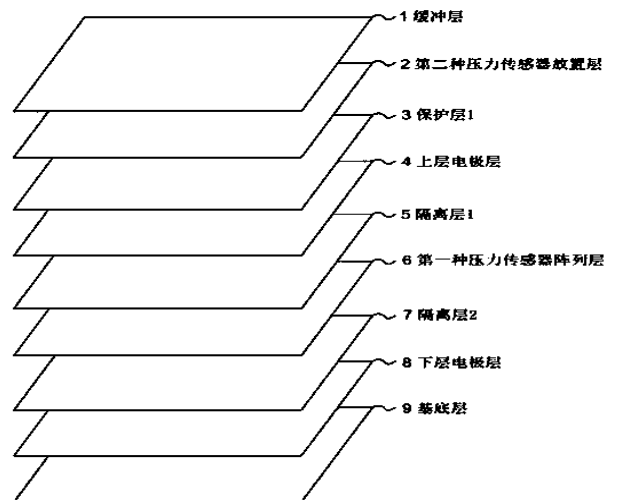 1 缓冲层
2 第二种压力传感器放置层
3 保护层1
4 上层电极层
5 隔离层1
6 第一种压力传感器阵列层
7 隔离层2
8 下层电极层
9 基底层